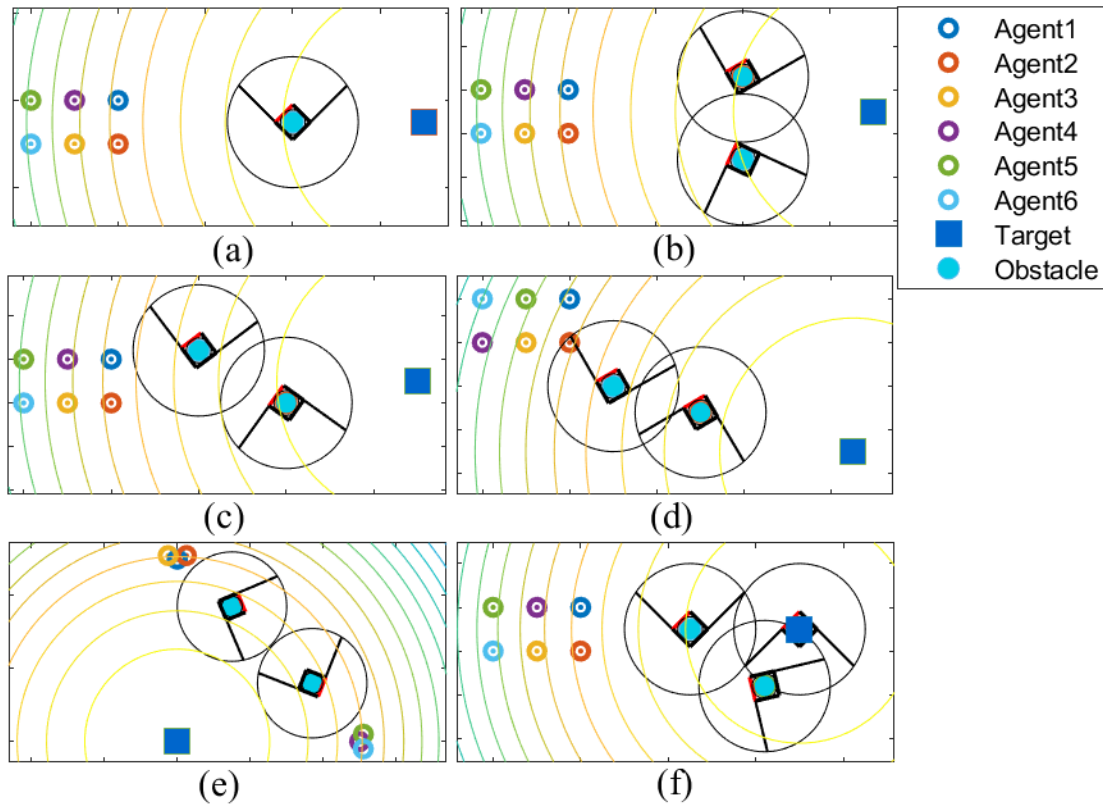 Agent1
Agent2
Agent3
Agent4
Agent5
Agent6
Target
Obstacle
(a)
(b)
(c)
(d)
(e)
(f)